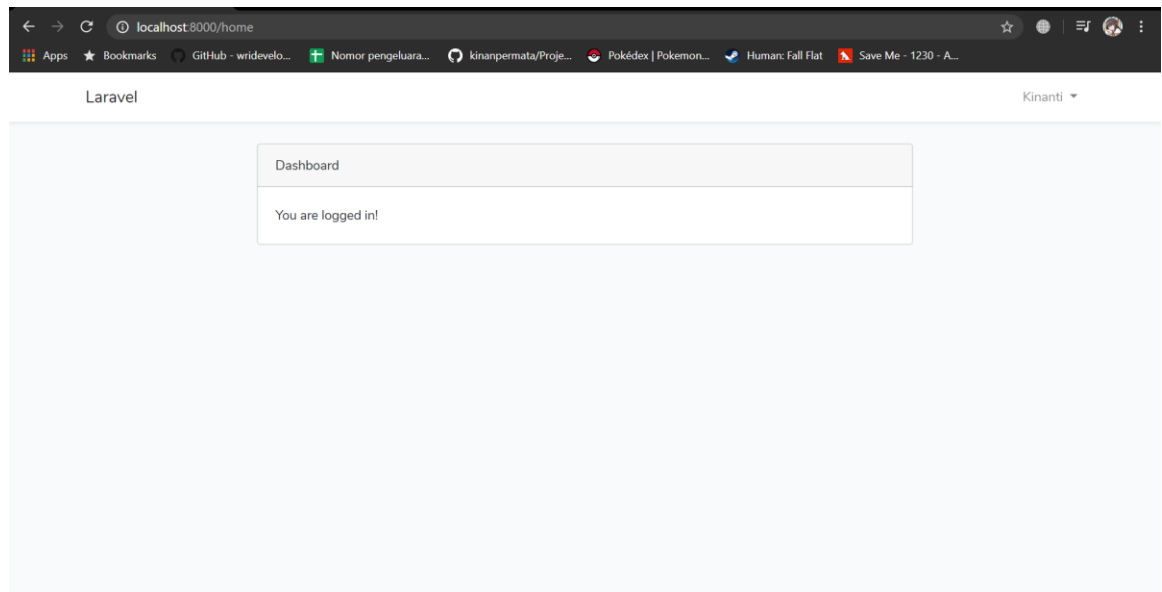 localhost:8000/home
Apps Bookmarks GitHub - wridevelo... Nomor pengeluara... kinanpermata/Proje... Pokédex | Pokemon... Human: Fall Flat Save Me - 1230 - A...
Laravel Kinanti
Dashboard
You are logged in!